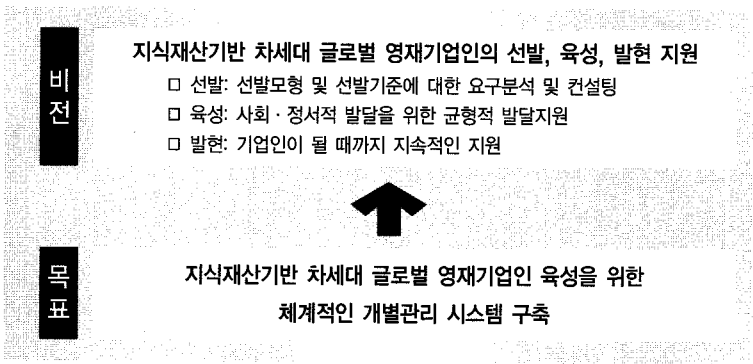 비전
지식재산기반 차세대 글로벌 영재기업인의 선발, 육성, 발현 지원
□ 선발: 선발모형 및 선발기준에 대한 요구분석 및 컨설팅
□ 육성: 사회 · 정서적 발달을 위한 균형적 발달지원
□ 발현: 기업인이 될 때까지 지속적인 지원
목표
지식재산기반 차세대 글로벌 영재기업인 육성을 위한
체계적인 개별관리 시스템 구축